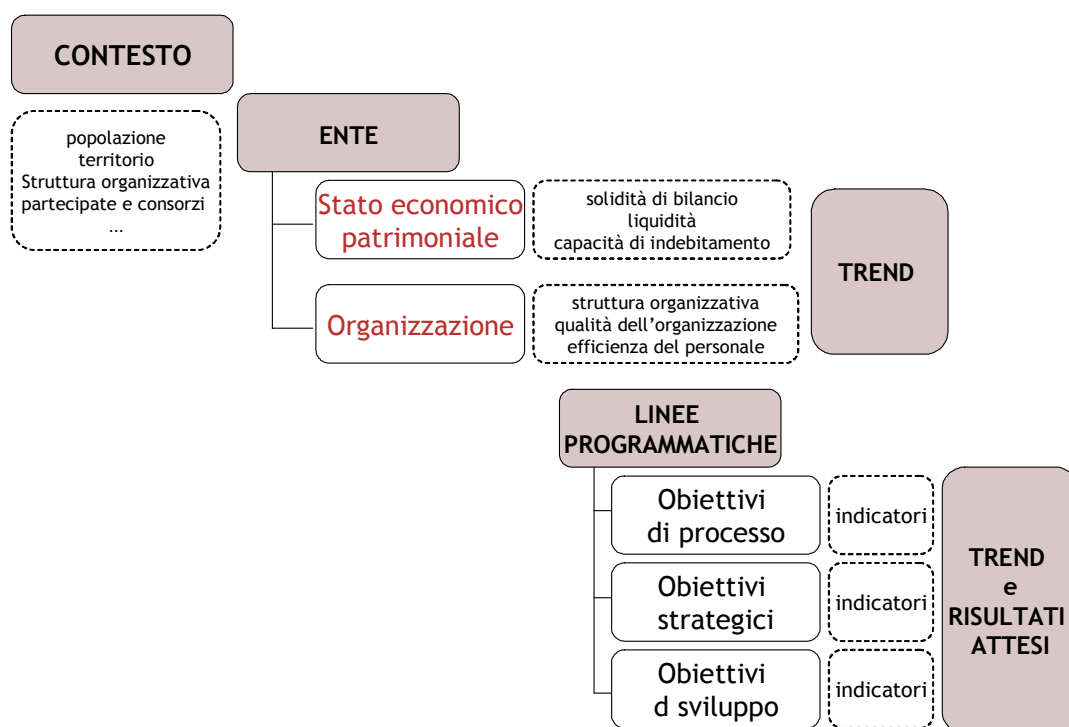 CONTESTO
popolazione
territorio
Struttura organizzativa
partecipate e consorzi
...
ENTE
Stato economico
patrimoniale
solidità di bilancio
liquidità
capacità di indebitamento
Organizzazione
struttura organizzativa
qualità dell'organizzazione
efficienza del personale
TREND
LINEE
PROGRAMMATICHE
Obiettivi
di processo
indicatori
Obiettivi
strategici
indicatori
Obiettivi
d sviluppo
indicatori
TREND
e
RISULTATI
ATTESI